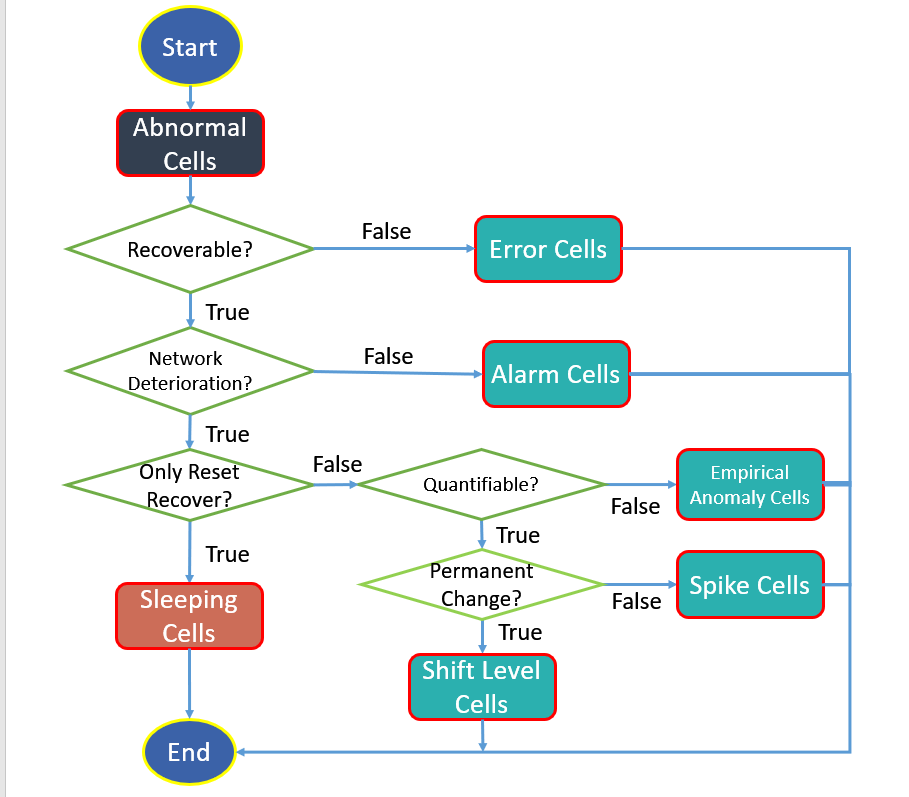 Start
Abnormal
Cells
Recoverable?
False
Error Cells
True
Network
Deterioration?
False
Alarm Cells
True
Only Reset
Recover?
False
Quantifiable?
False
Empirical
Anomaly Cells
True
True
Permanent
Change?
False
Spike Cells
Sleeping
Cells
True
Shift Level
Cells
End